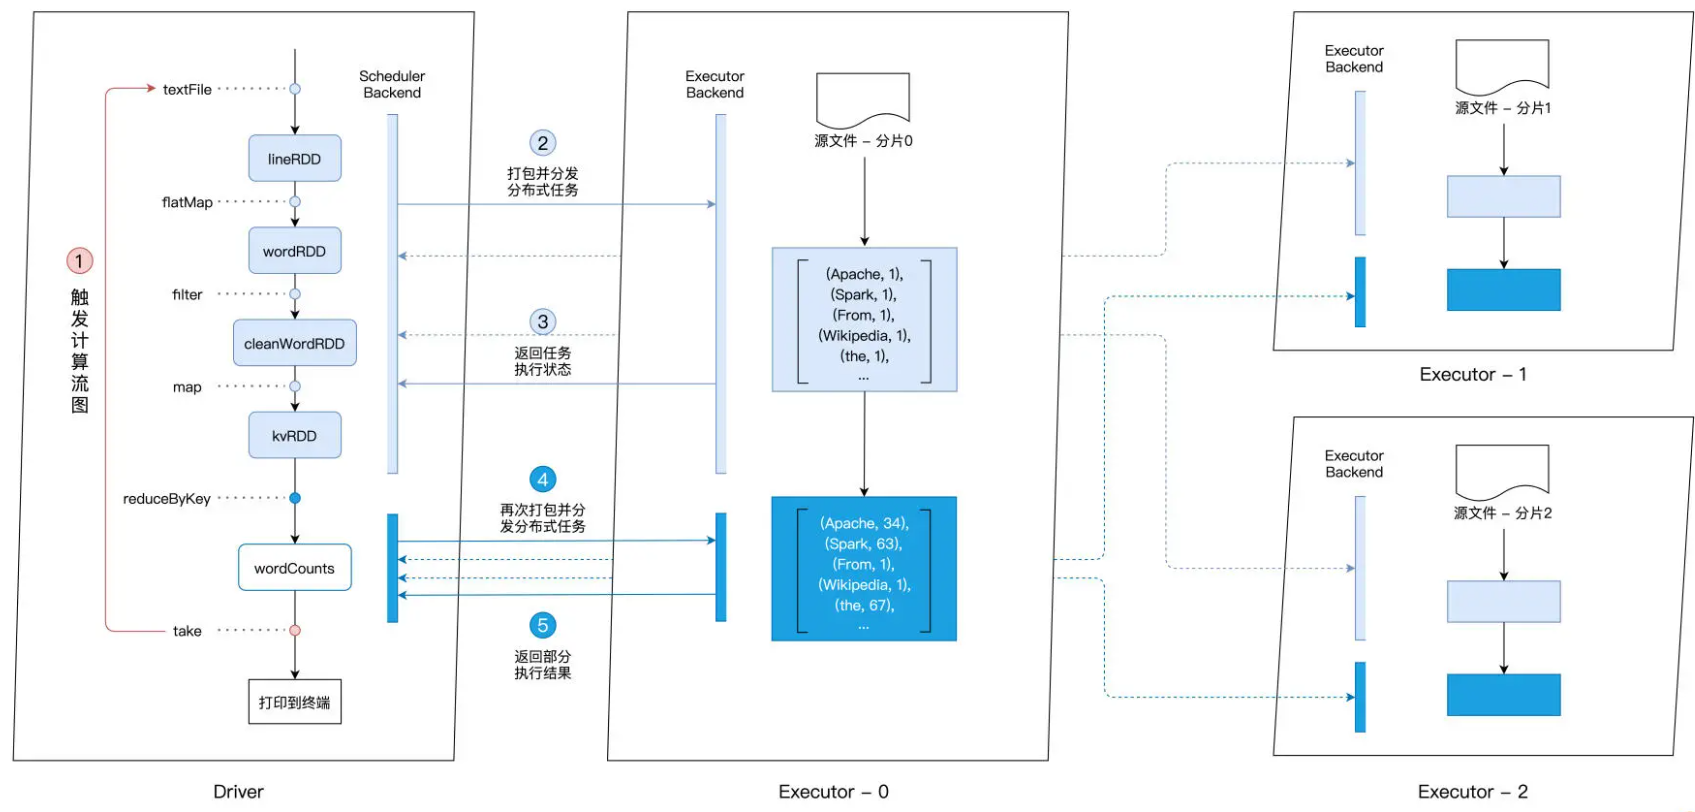 textFile
lineRDD
flatMap
wordRDD
filter
cleanWordRDD
map
kvRDD
reduceByKey
wordCounts
take
打印到终端
1
触
发
计
算
流
图
Scheduler
Backend
Driver
2
打包并分发
分布式任务
3
返回任务
执行状态
4
再次打包并分
发分布式任务
5
返回部分
执行结果
Executor
Backend
源文件 - 分片0
(Apache, 1),
(Spark, 1),
(From, 1),
(Wikipedia, 1),
(the, 1),
...
(Apache, 34),
(Spark, 63),
(From, 1),
(Wikipedia, 1),
(the, 67),
...
Executor - 0
Executor
Backend
源文件 - 分片1
Executor - 1
Executor
Backend
源文件 - 分片2
Executor - 2